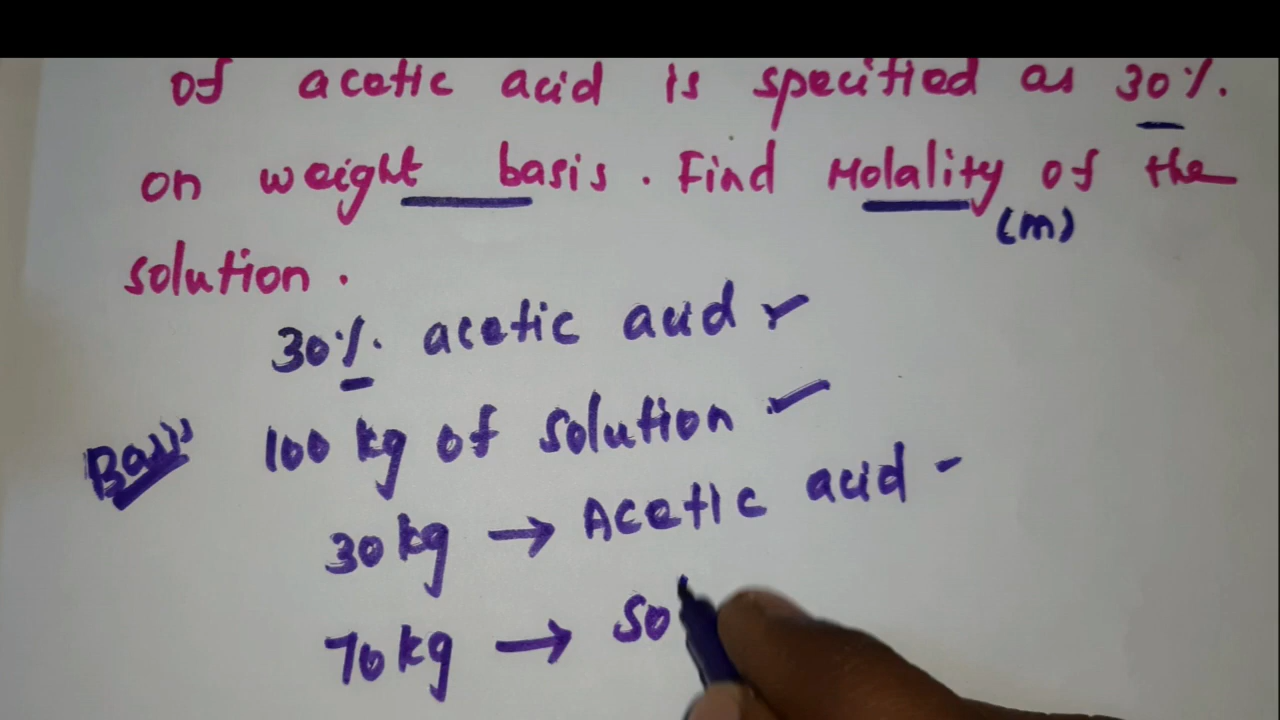 of acetic acid is specified as 30%.
on weight basis. Find Molality of the
(m)
solution.
30% acetic acid ✓
Basis 100 kg of solution
30 kg → Acetic acid -
70 kg → So